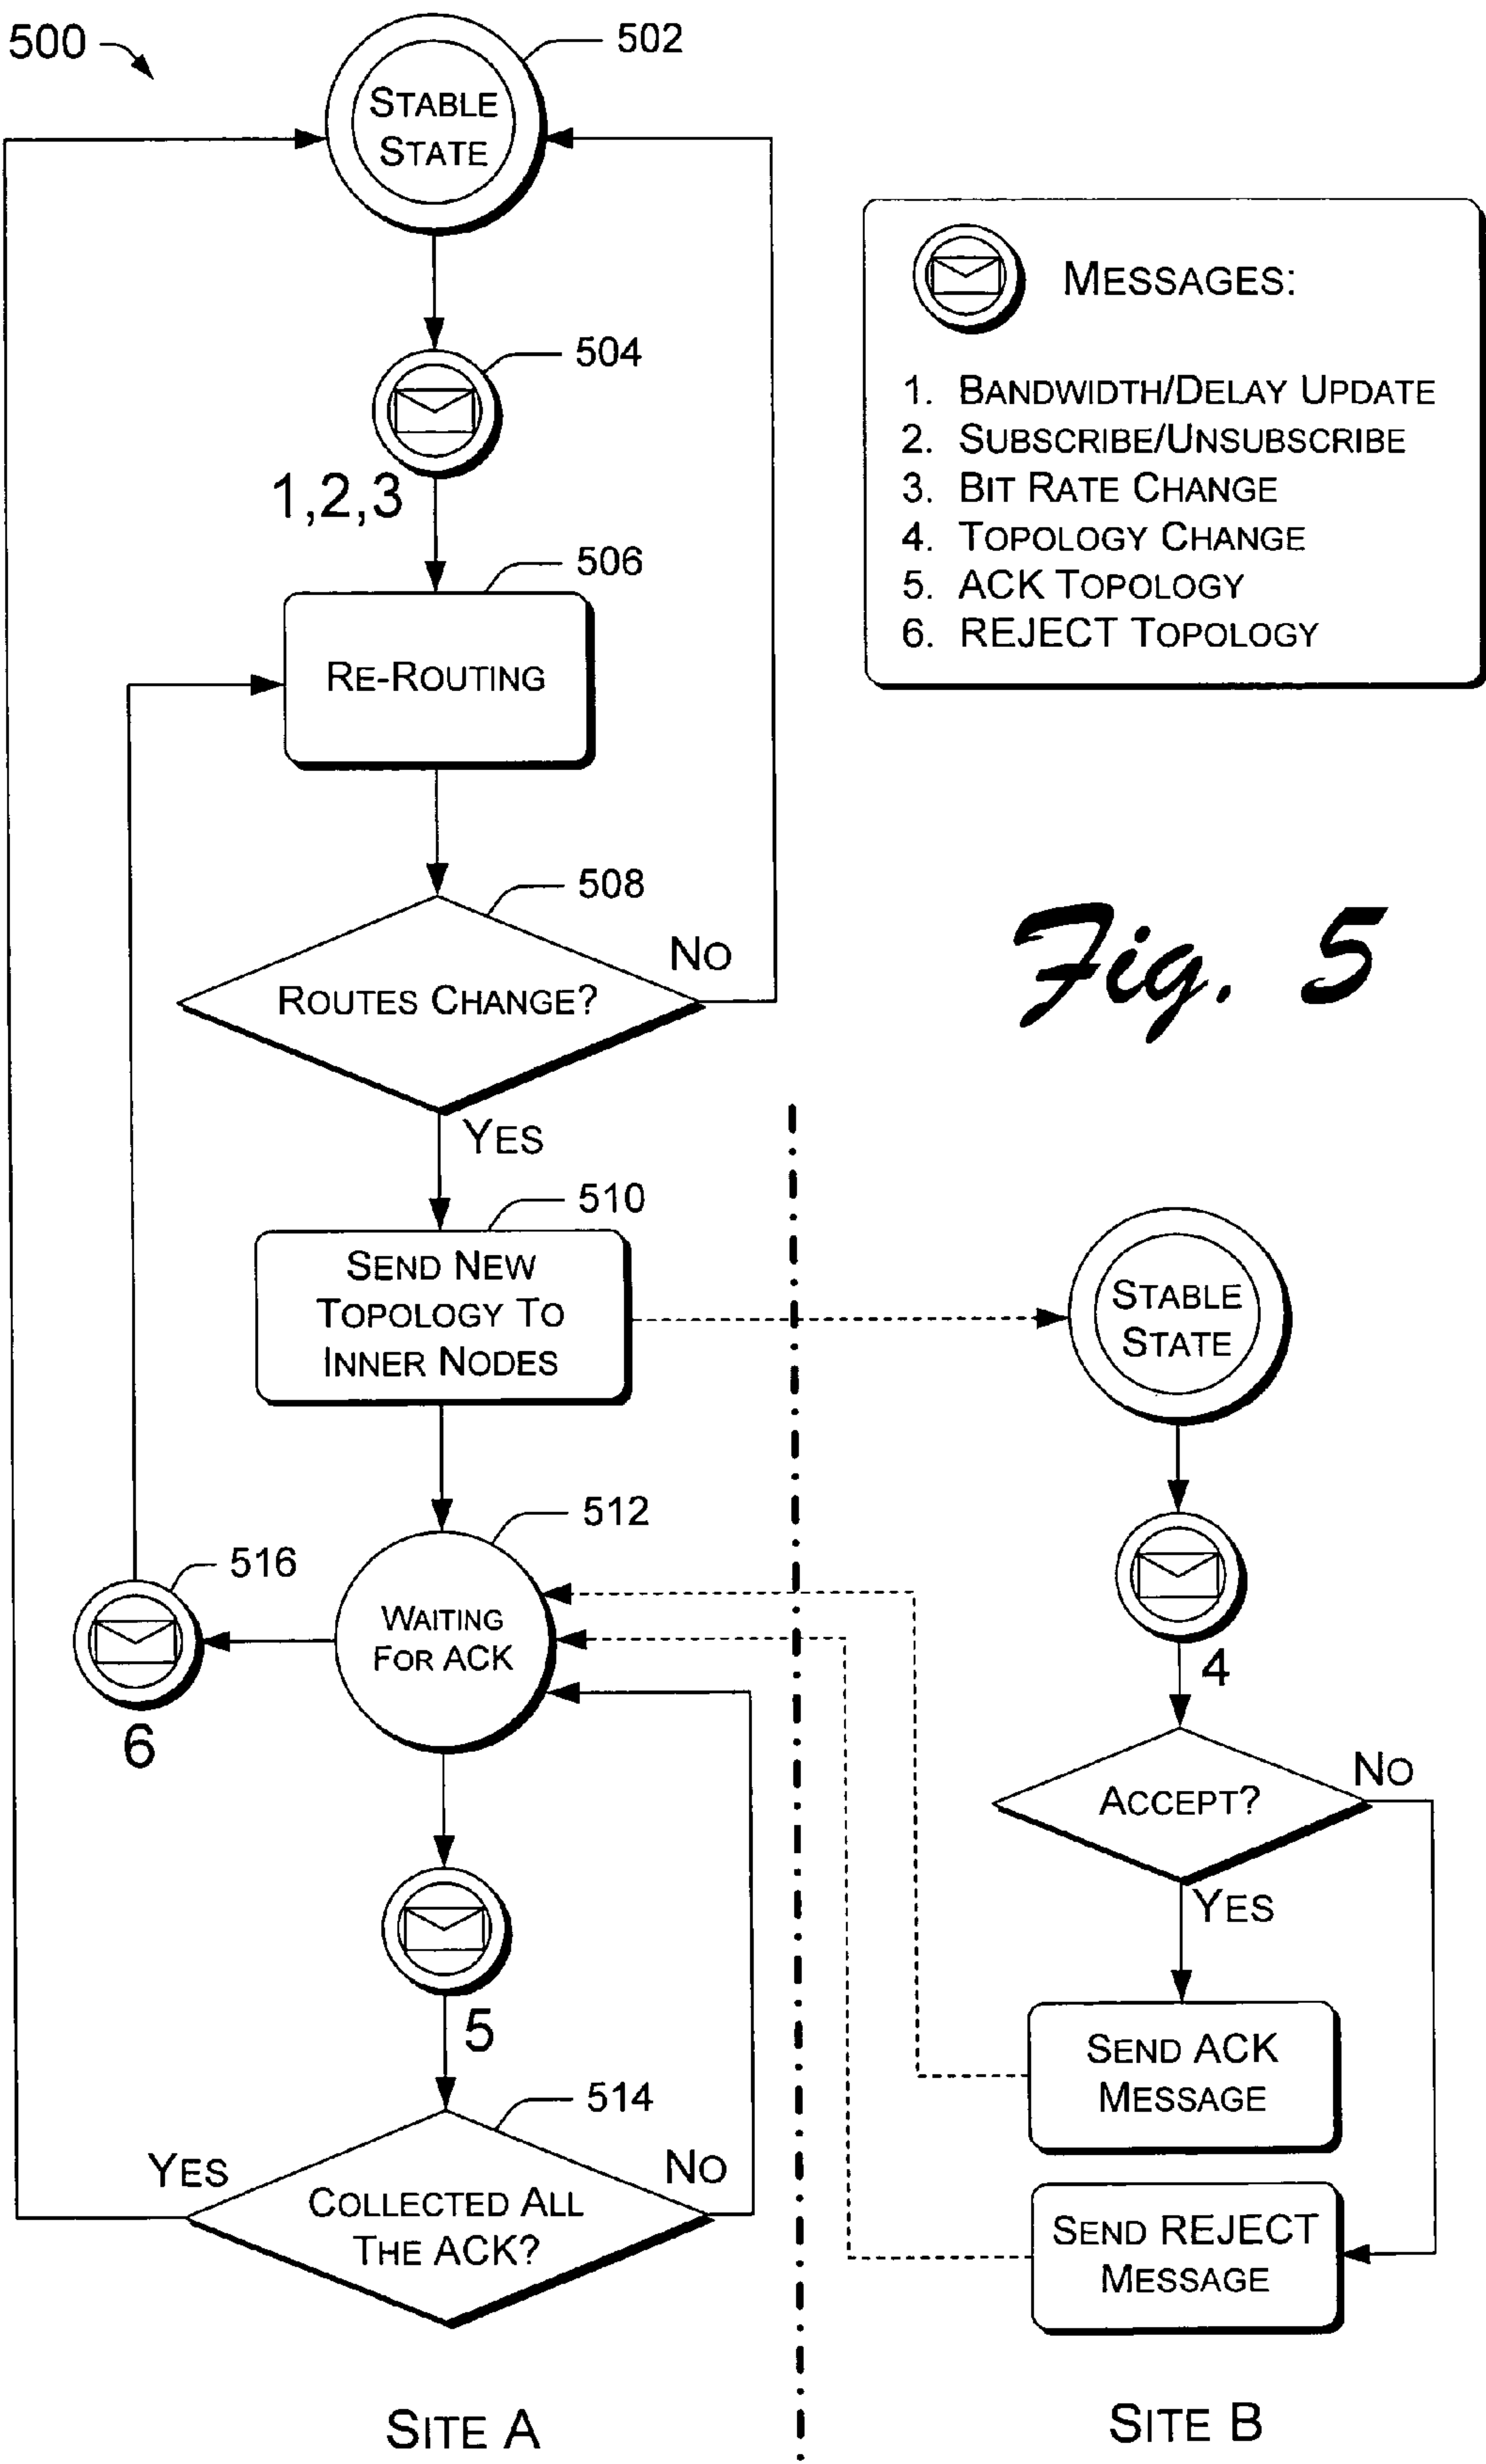 500
502
STABLE
STATE
504
1,2,3
MESSAGES:
1. BANDWIDTH/DELAY UPDATE
2. SUBSCRIBE/UNSUBSCRIBE
3. BIT RATE CHANGE
4. TOPOLOGY CHANGE
5. ACK TOPOLOGY
6. REJECT TOPOLOGY
506
RE-ROUTING
508
ROUTES CHANGE?
NO
YES
Fig. 5
510
SEND NEW
TOPOLOGY TO
INNER NODES
512
WAITING
FOR ACK
516
6
5
514
COLLECTED ALL
THE ACK?
YES
NO
SITE A
STABLE
STATE
4
ACCEPT?
NO
YES
SEND ACK
MESSAGE
SEND REJECT
MESSAGE
SITE B